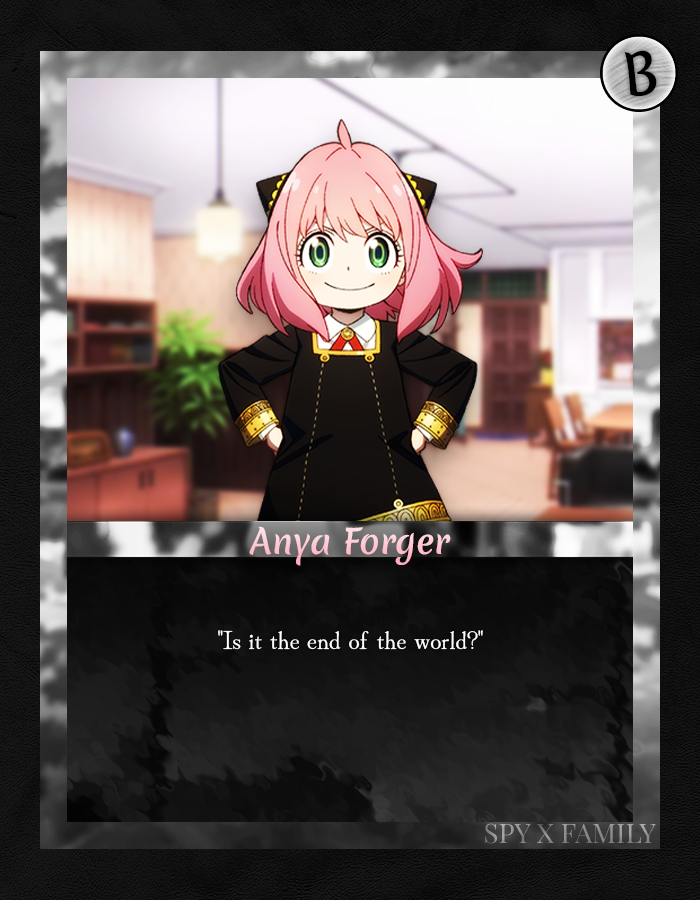 B
Anya Forger
"Is it the end of the world?"
SPY X FAMILY